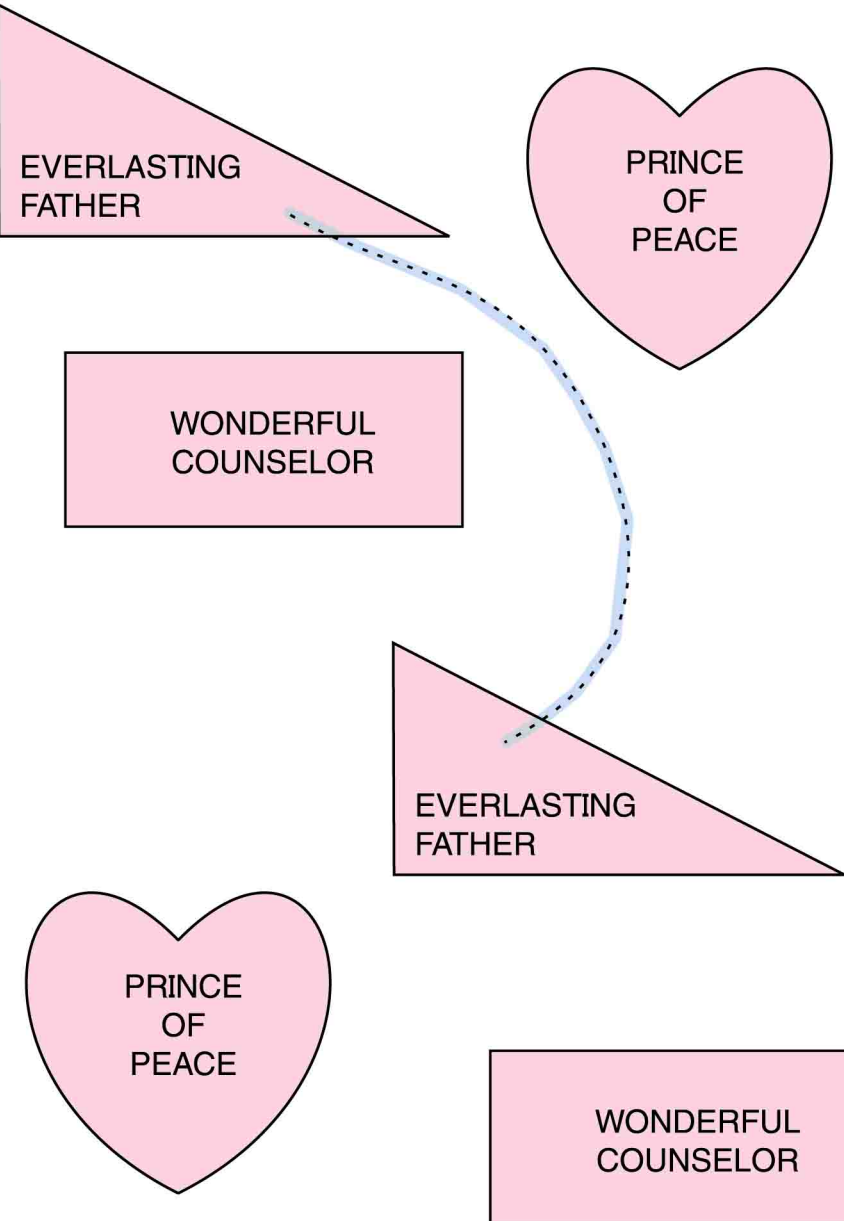 EVERLASTING
FATHER
PRINCE
OF
PEACE
WONDERFUL
COUNSELOR
EVERLASTING
FATHER
PRINCE
OF
PEACE
WONDERFUL
COUNSELOR